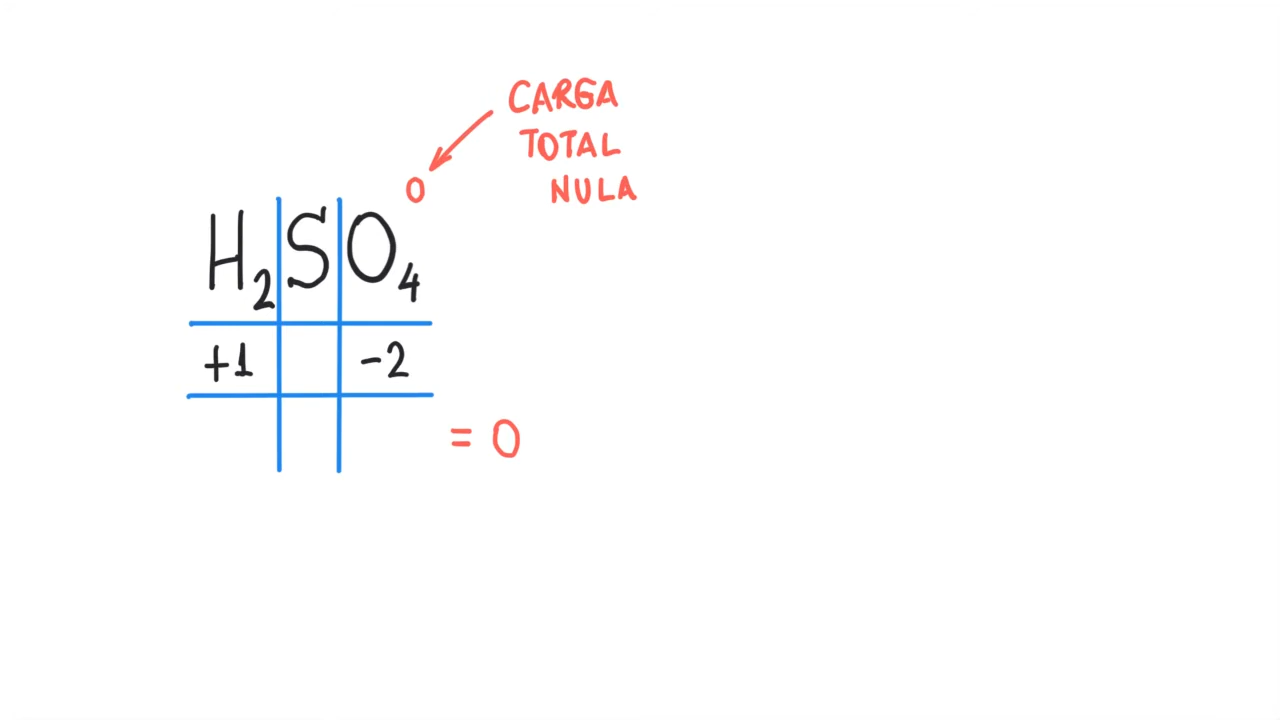 CARGA
TOTAL
NULA
0
H₂SO₄
+1 -2
= 0